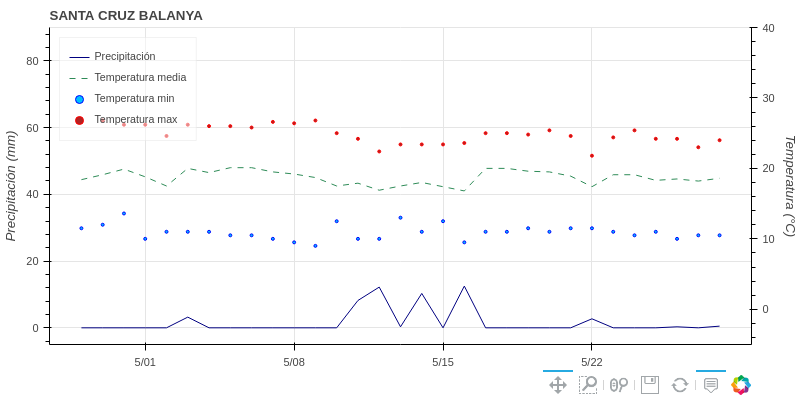 SANTA CRUZ BALANYA
Precipitación
Temperatura media
Temperatura min
Temperatura max
Precipitación (mm)
80
60
40
20
0
Temperatura (°C)
40
30
20
10
0
5/01
5/08
5/15
5/22